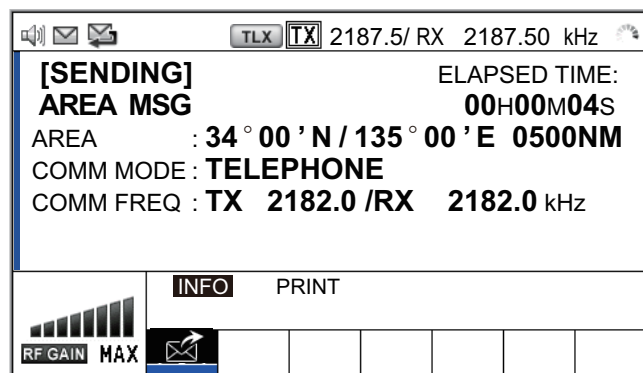 TLX TX 2187.5/ RX 2187.50 kHz
[SENDING] ELAPSED TIME:
AREA MSG 00H00M04S
AREA : 34°00 ’N / 135°00 ’E 0500NM
COMM MODE : TELEPHONE
COMM FREQ : TX 2182.0 /RX 2182.0 kHz
INFO PRINT
RF GAIN MAX